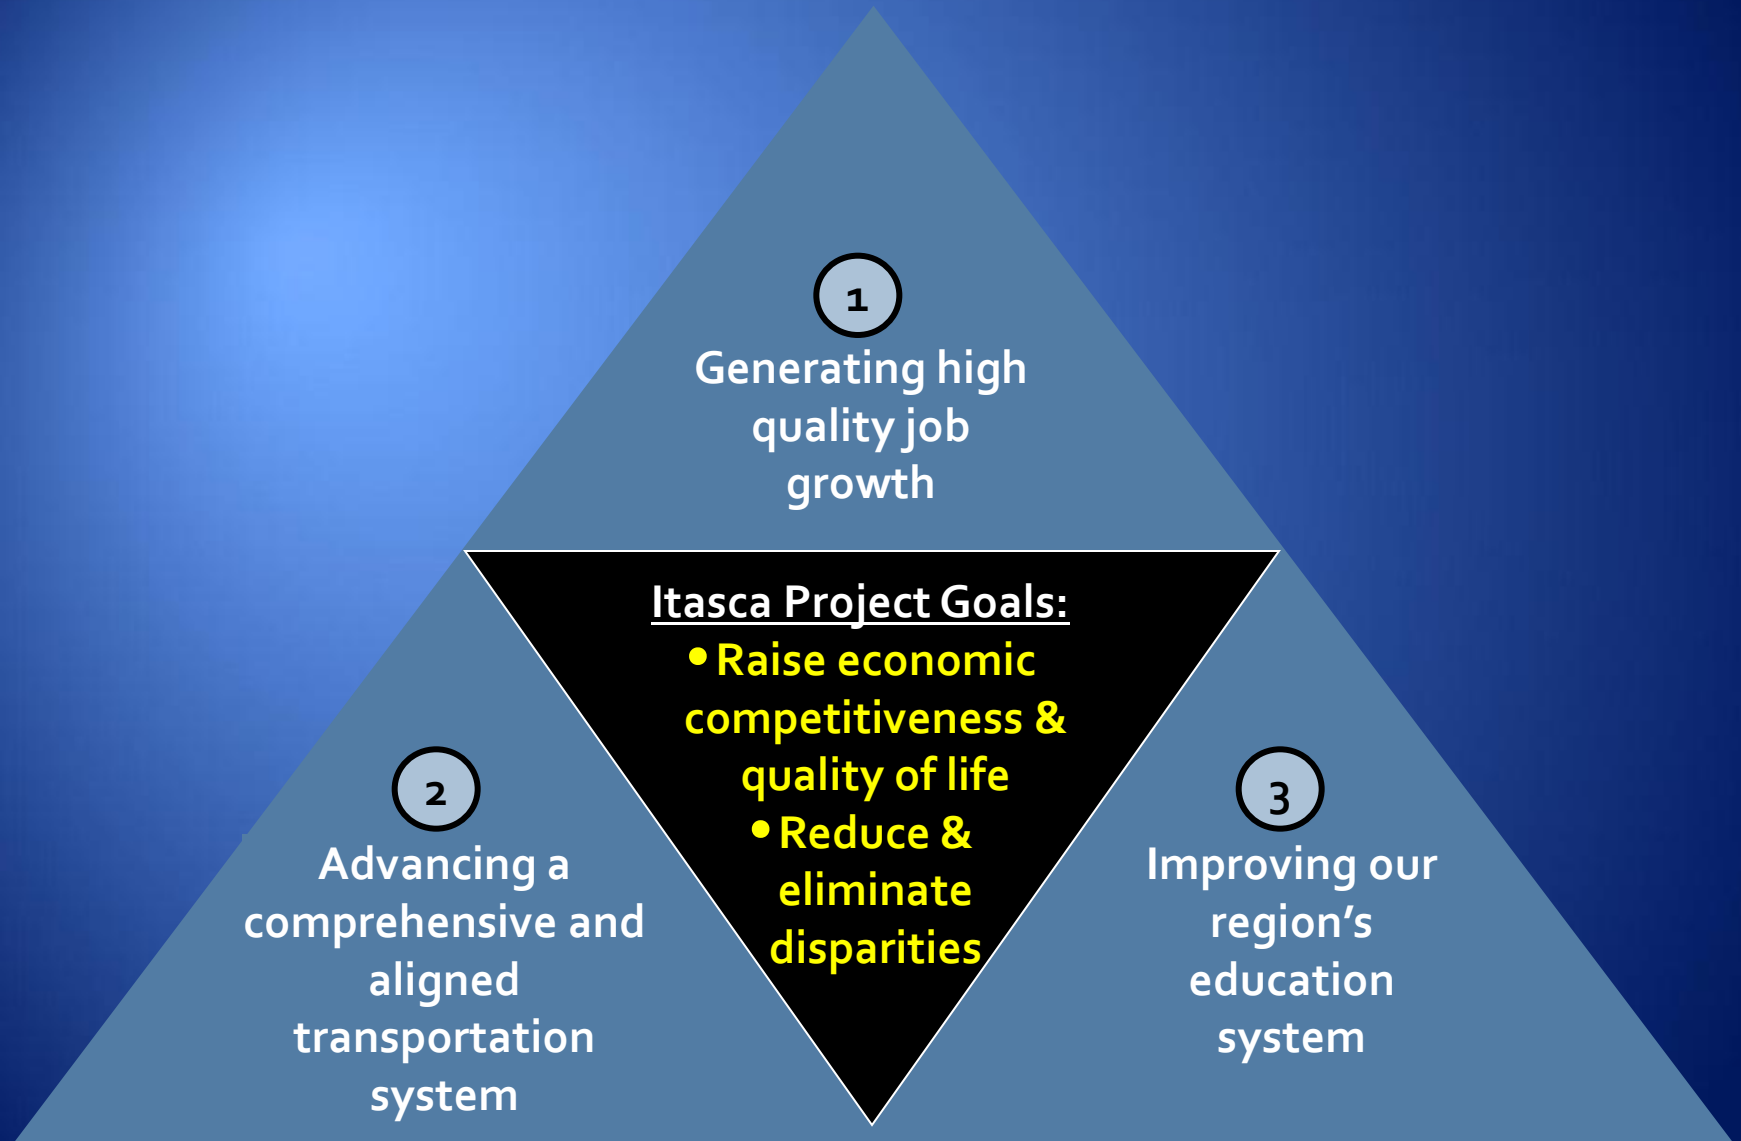 1
Generating high
quality job
growth
Itasca Project Goals:
•Raise economic
competitiveness &
quality of life
•Reduce &
eliminate
disparities
2
Advancing a
comprehensive and
aligned
transportation
system
3
Improving our
region’s
education
system